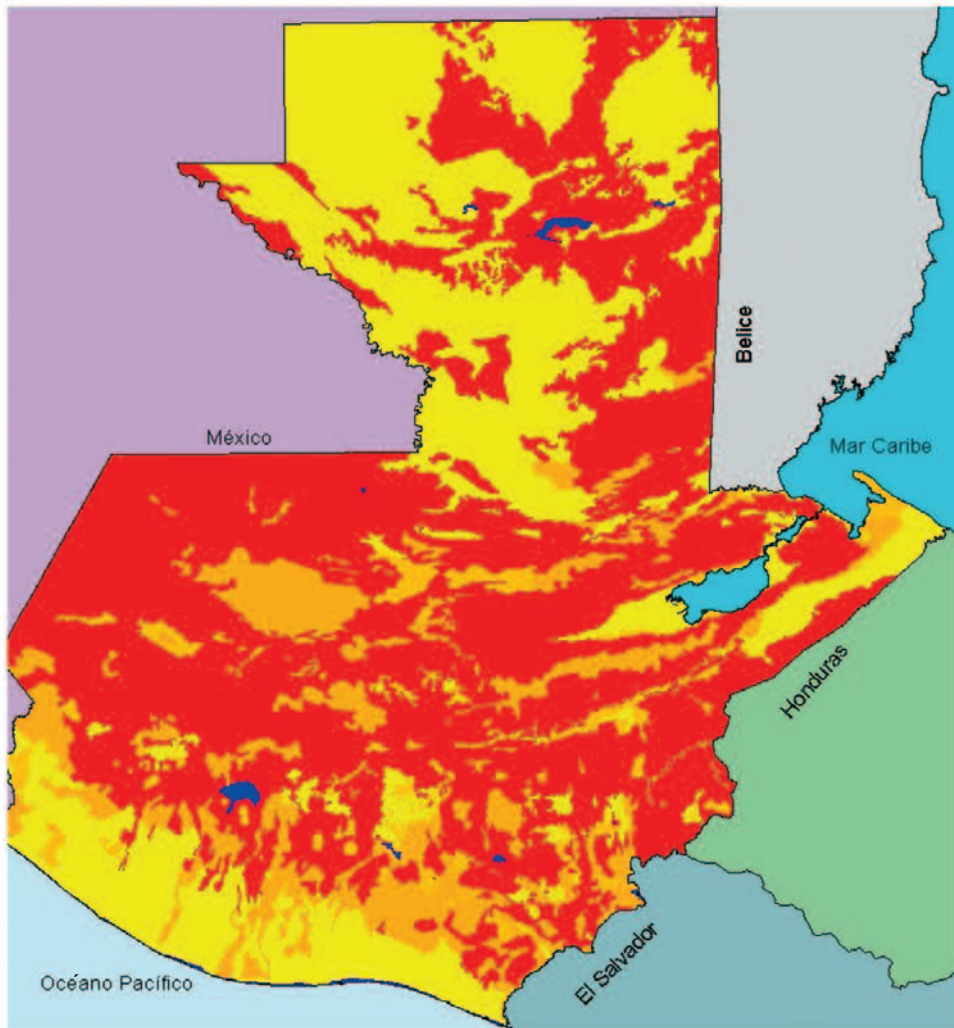 México
Belice
Mar Caribe
Honduras
El Salvador
Océano Pacífico